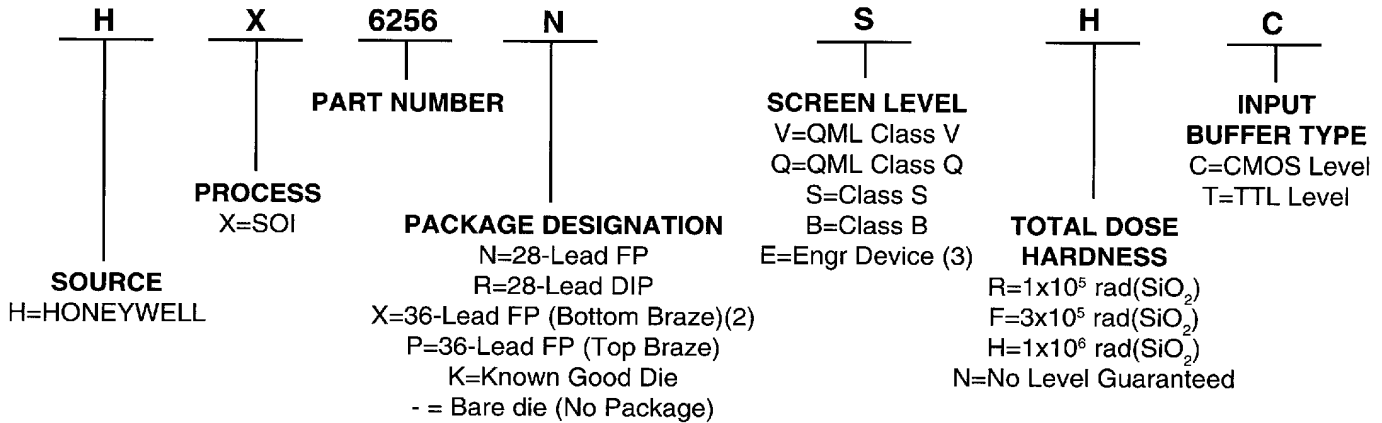 H X 6256 N S H C
PART NUMBER
PROCESS
X=SOI
SOURCE
H=HONEYWELL
PACKAGE DESIGNATION
N=28-Lead FP
R=28-Lead DIP
X=36-Lead FP (Bottom Braze)(2)
P=36-Lead FP (Top Braze)
K=Known Good Die
- = Bare die (No Package)
SCREEN LEVEL
V=QML Class V
Q=QML Class Q
S=Class S
B=Class B
E=Engr Device (3)
TOTAL DOSE
HARDNESS
R=1x10⁵ rad(SiO₂)
F=3x10⁵ rad(SiO₂)
H=1x10⁶ rad(SiO₂)
N=No Level Guaranteed
INPUT
BUFFER TYPE
C=CMOS Level
T=TTL Level